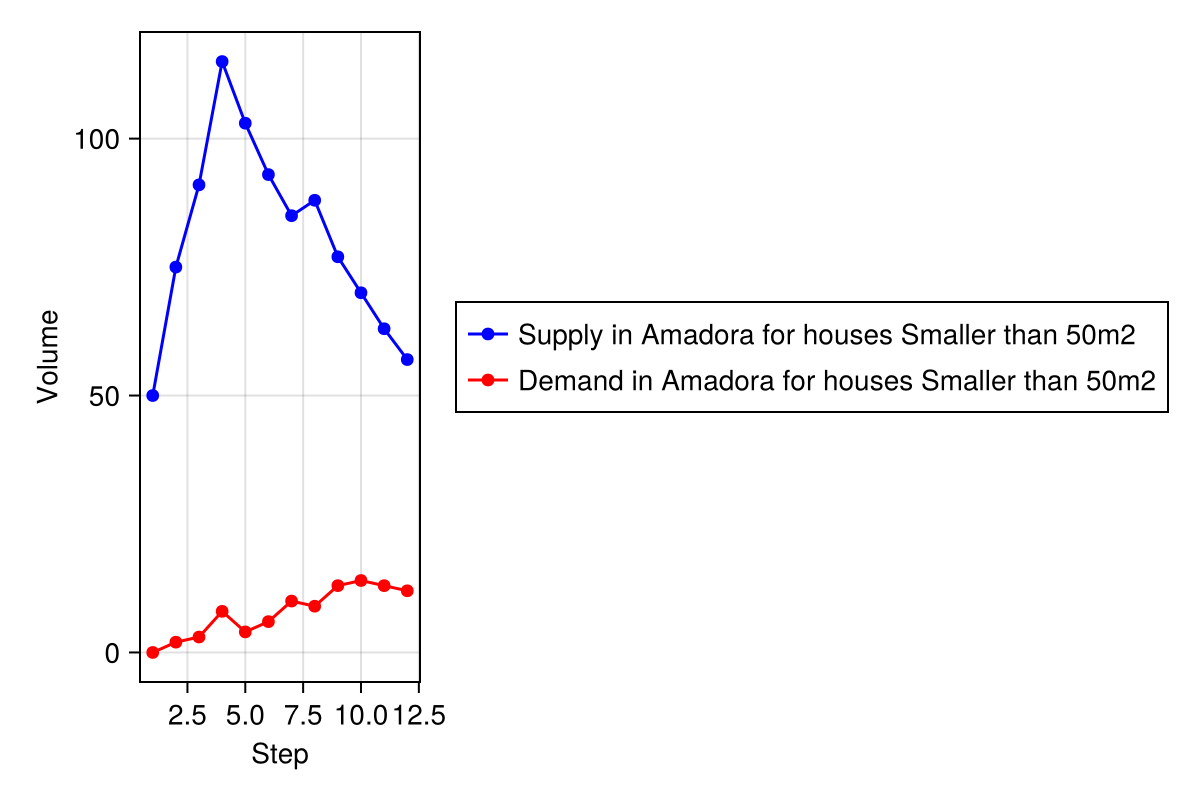 Volume
100
50
0
2.5 5.0 7.5 10.0 12.5
Step
Supply in Amadora for houses Smaller than 50m2
Demand in Amadora for houses Smaller than 50m2